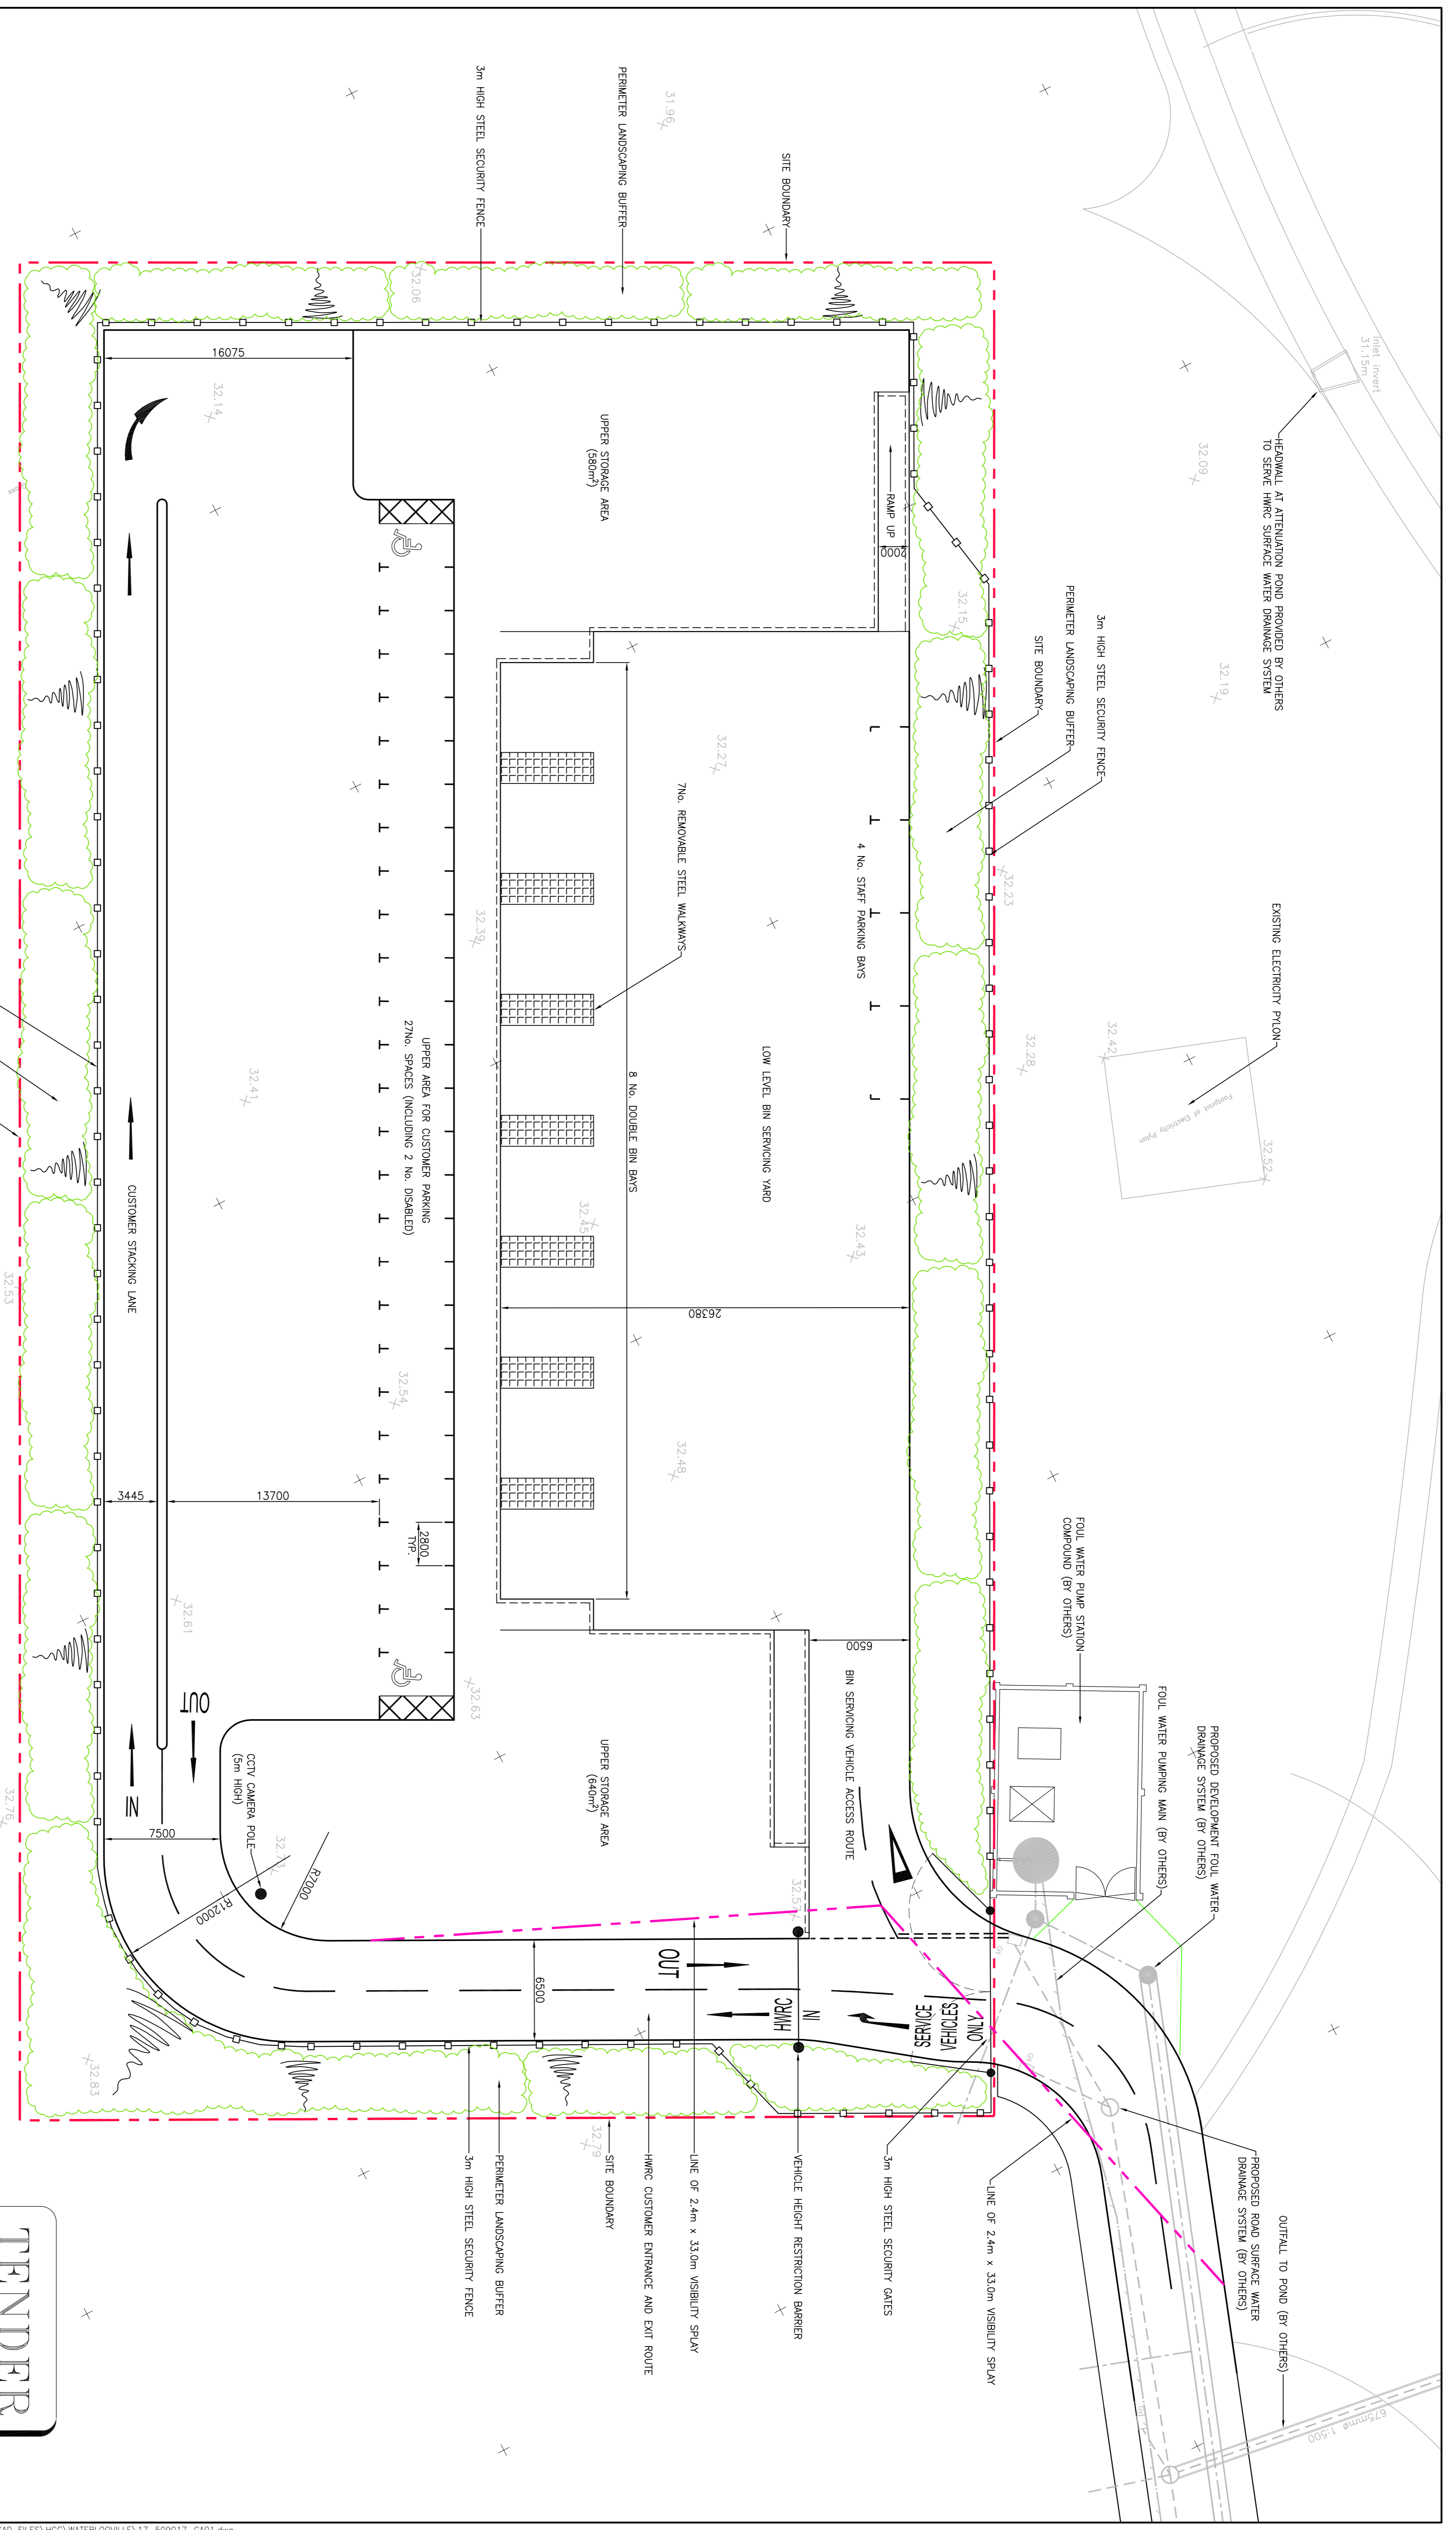 Inlet invert
31.15m
HEADWALL AT ATTENUATION POND PROVIDED BY OTHERS
TO SERVE HWRC SURFACE WATER DRAINAGE SYSTEM
32.09
32.19
31.96
SITE BOUNDARY
PERIMETER LANDSCAPING BUFFER
3m HIGH STEEL SECURITY FENCE
32.06
32.14
32.15
3m HIGH STEEL SECURITY FENCE
PERIMETER LANDSCAPING BUFFER
SITE BOUNDARY
EXISTING ELECTRICITY PYLON
Footprint of Electricity Pylon
32.42
32.52
32.23
32.28
16075
UPPER STORAGE AREA
(580m²)
RAMP UP
2000
32.27
7No. REMOVABLE STEEL WALKWAYS
4 No. STAFF PARKING BAYS
LOW LEVEL BIN SERVICING YARD
8 No. DOUBLE BIN BAYS
32.39
32.45
32.43
32.48
26380
UPPER AREA FOR CUSTOMER PARKING
27No. SPACES (INCLUDING 2 No. DISABLED)
32.41
32.54
CUSTOMER STACKING LANE
32.53
3445
13700
2800
TYP.
32.61
32.63
6500
BIN SERVICING VEHICLE ACCESS ROUTE
UPPER STORAGE AREA
(640m²)
32.57
OUT
IN
CCTV CAMERA POLE
(5m HIGH)
32.73
7500
R7000
R12000
6500
32.76
32.83
32.79
OUT
IN
HWRC
SERVICE
VEHICLES
ONLY
FOUL WATER PUMP STATION
COMPOUND (BY OTHERS)
FOUL WATER PUMPING MAIN (BY OTHERS)
PROPOSED DEVELOPMENT FOUL WATER
DRAINAGE SYSTEM (BY OTHERS)
PROPOSED ROAD SURFACE WATER
DRAINAGE SYSTEM (BY OTHERS)
OUTFALL TO POND (BY OTHERS)
675mmø 1:500
LINE OF 2.4m x 33.0m VISIBILITY SPLAY
3m HIGH STEEL SECURITY GATES
VEHICLE HEIGHT RESTRICTION BARRIER
LINE OF 2.4m x 33.0m VISIBILITY SPLAY
HWRC CUSTOMER ENTRANCE AND EXIT ROUTE
SITE BOUNDARY
PERIMETER LANDSCAPING BUFFER
3m HIGH STEEL SECURITY FENCE
TENDER